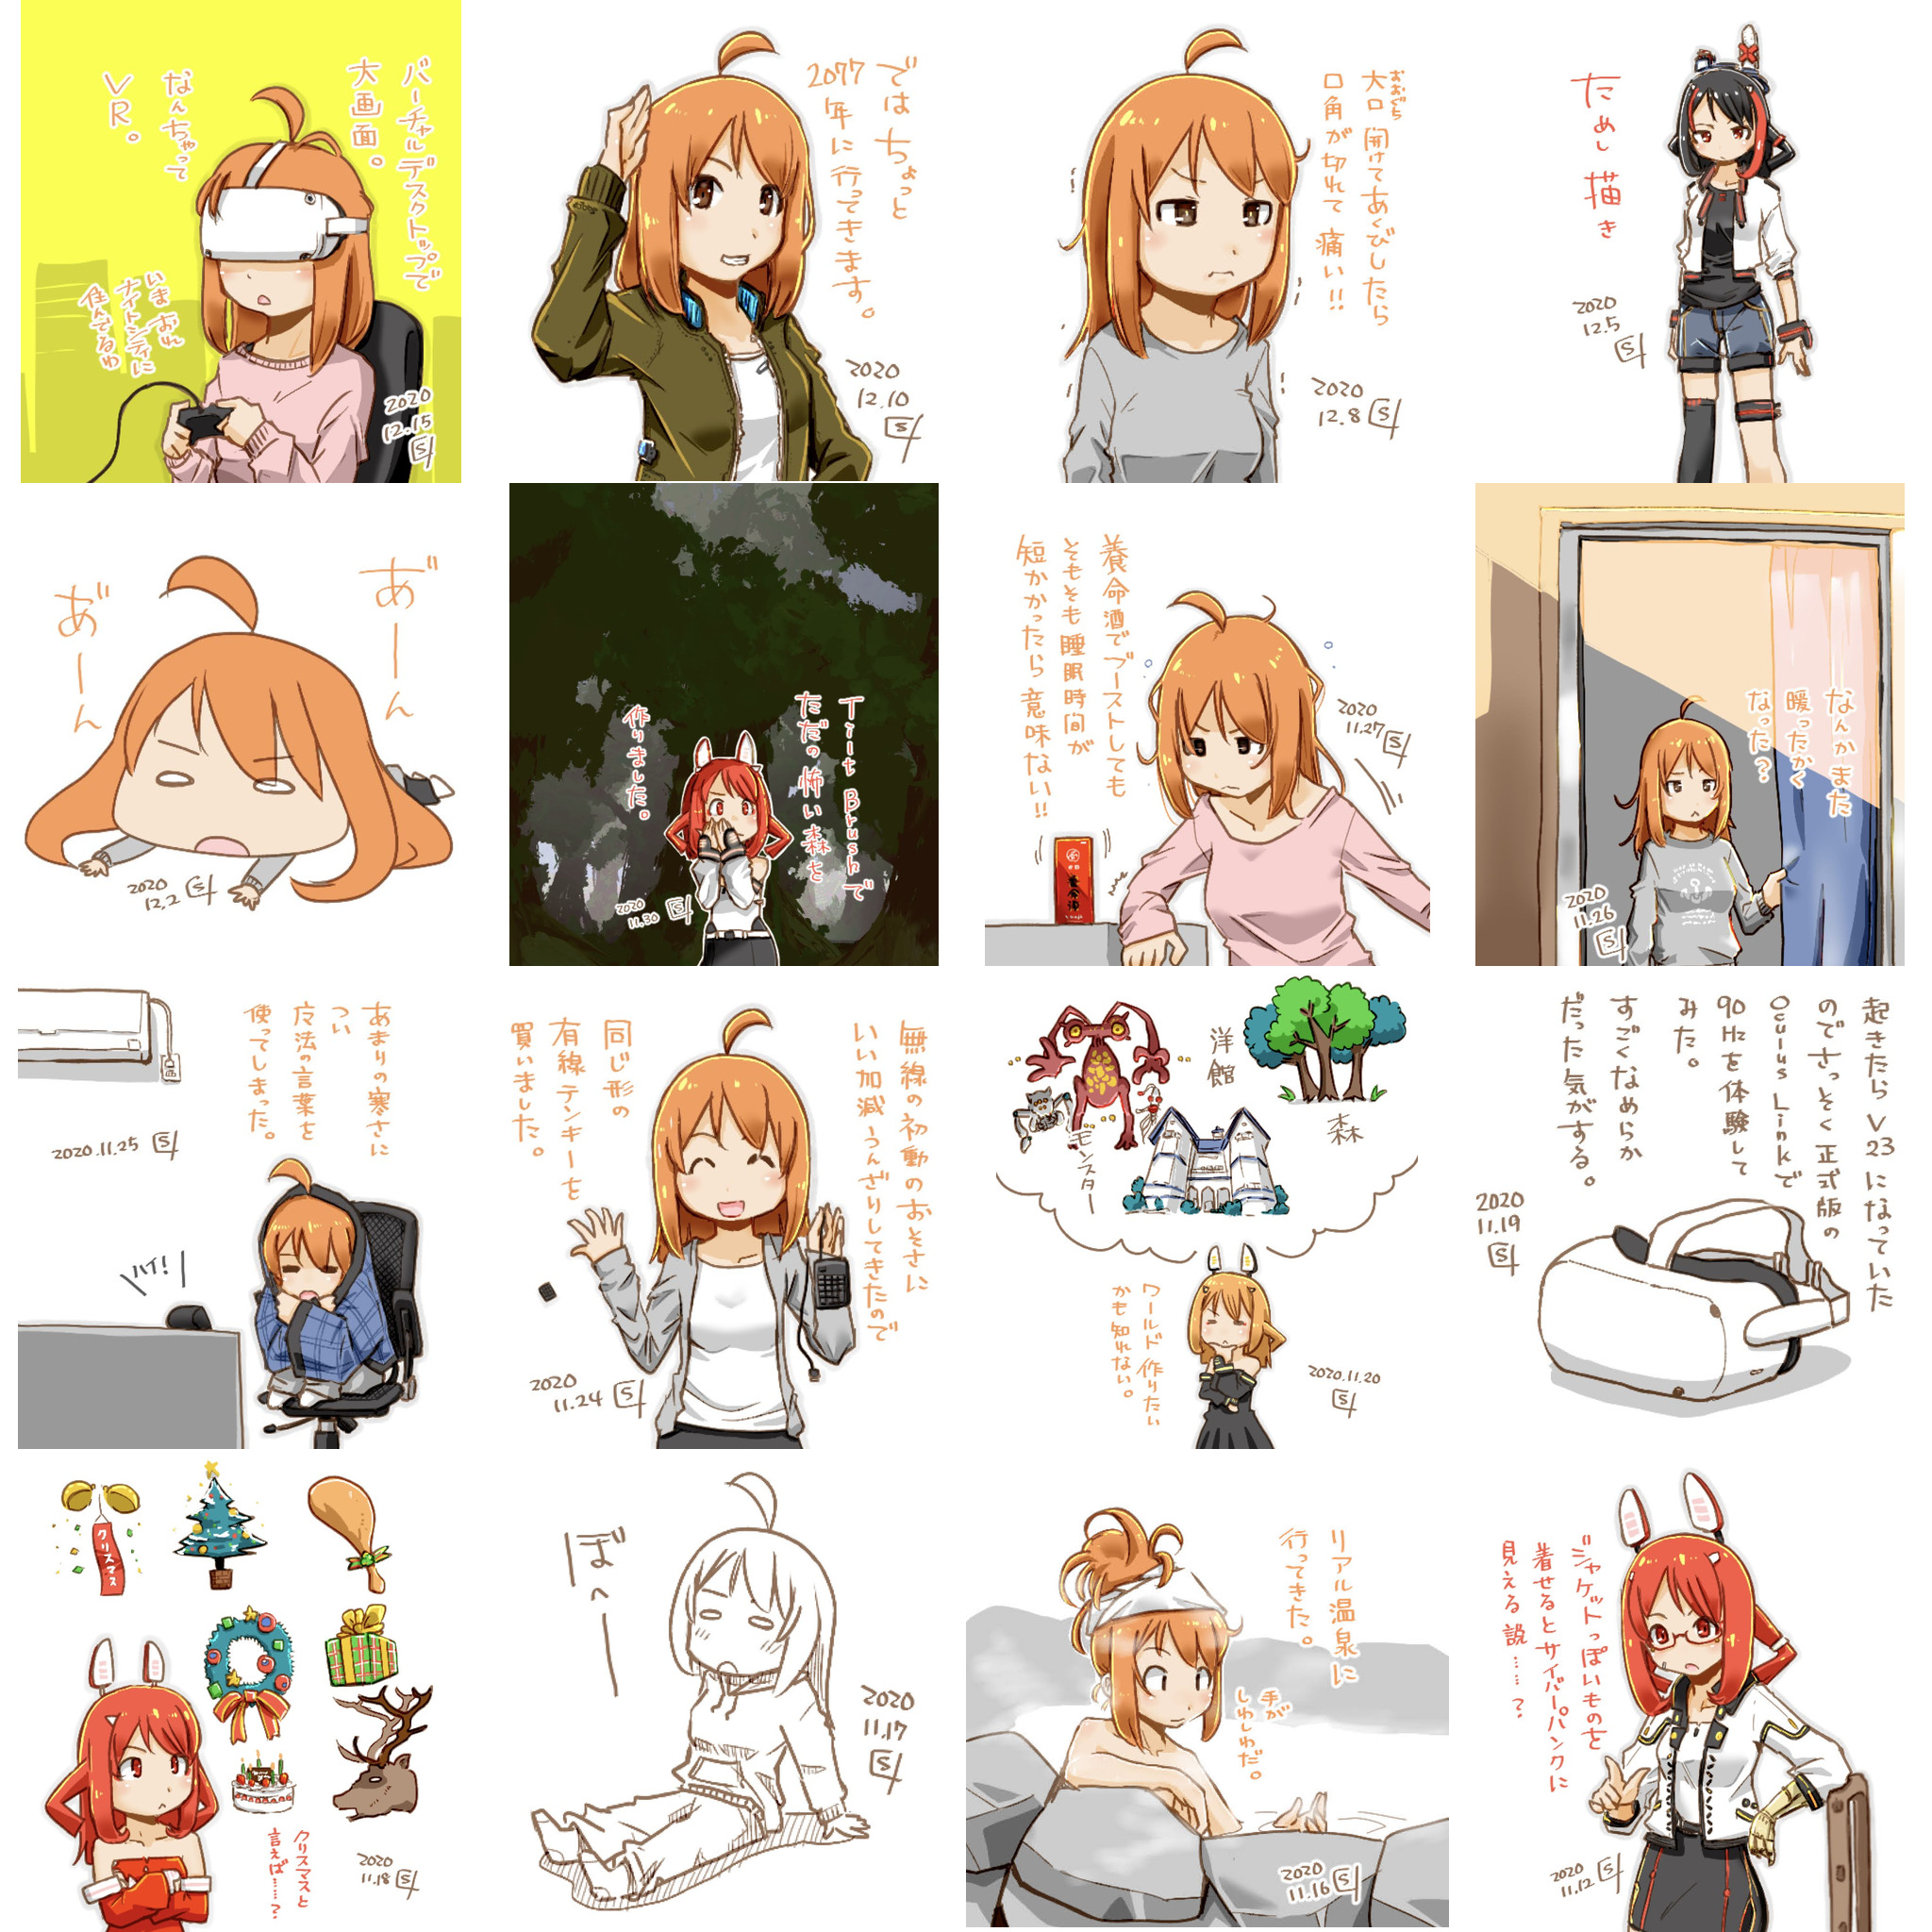 バーチャルデスクトップで
大画面。
なんちゃって
VR。
いまおれ
ナイトシティに
住んでるゎ
2020
12.15
ではちょっと
2077
年に行ってきます。
2020
12.10
おおぐち
大口開けてあくびしたら
口角が切れて痛い!!
2020
12.8
ためし描き
2020
12.5
あ゛ーん
あ゛ーん
2020
12.2
Tilt Brushで
ただの怖い森を
作りました。
2020
11.30
養命酒でブーストしても
そもそも睡眠時間が
短かかったら意味ない!!
養命酒
2020
11.27
なんかまた
暖ったかく
なった?
2020
11.26
あまりの寒さに
つい
魔法の言葉を
使ってしまった。
2020.11.25
ハイ!
無線の初動のおそさに
いい加減うんざりしてきたので
同じ形の
有線テンキーを
買いました。
2020
11.24
洋館
森
モンスター
ワールド作りたい
かも知れない。
2020.11.20
起きたらV23になっていた
のでさっそく正式版の
Oculus Linkで
90Hzを体験して
みた。
すごくなめらか
だった気がする。
2020
11.19
クリスマス
クリスマスと
言えば……?
2020
11.18
ぼへー
2020
11.17
リアル温泉に
行ってきた。
手が
しわしわだ。
2020
11.16
ジャケットっぽいものを
着せるとサイバーパンクに
見える説……?
2020
11.12